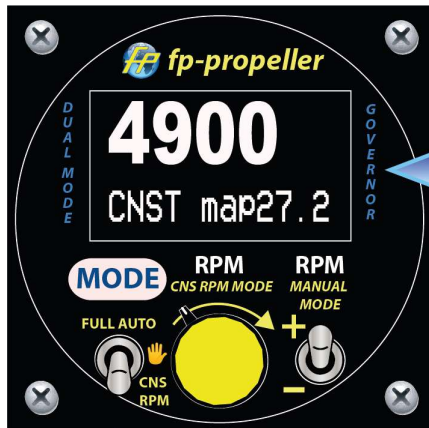 FP fp-propeller
DUAL MODE
4900
GOVERNOR
CNST map27.2
MODE
RPM
CNS RPM MODE
RPM
MANUAL
MODE
FULL AUTO
+
CNS
RPM
−